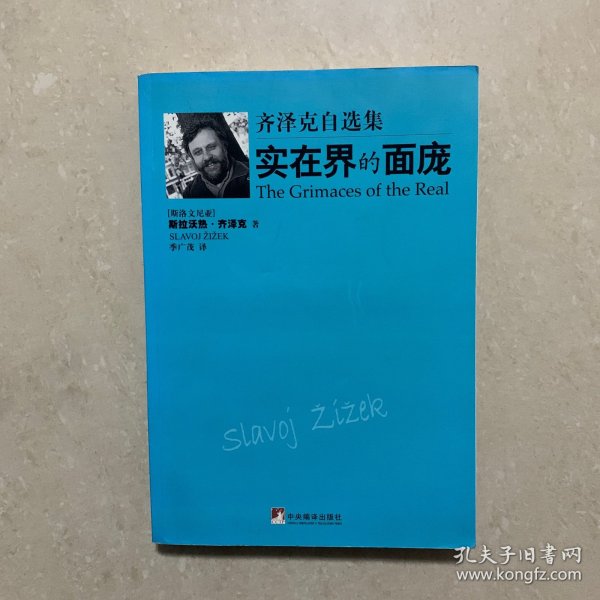 齐泽克自选集
实在界的面庞
The Grimaces of the Real
[斯洛文尼亚]
斯拉沃热·齐泽克 著
SLAVOJ ŽIŽEK
季广茂 译
Slavoj Žižek
中央编译出版社
孔夫子旧书网
www.kongfz.com